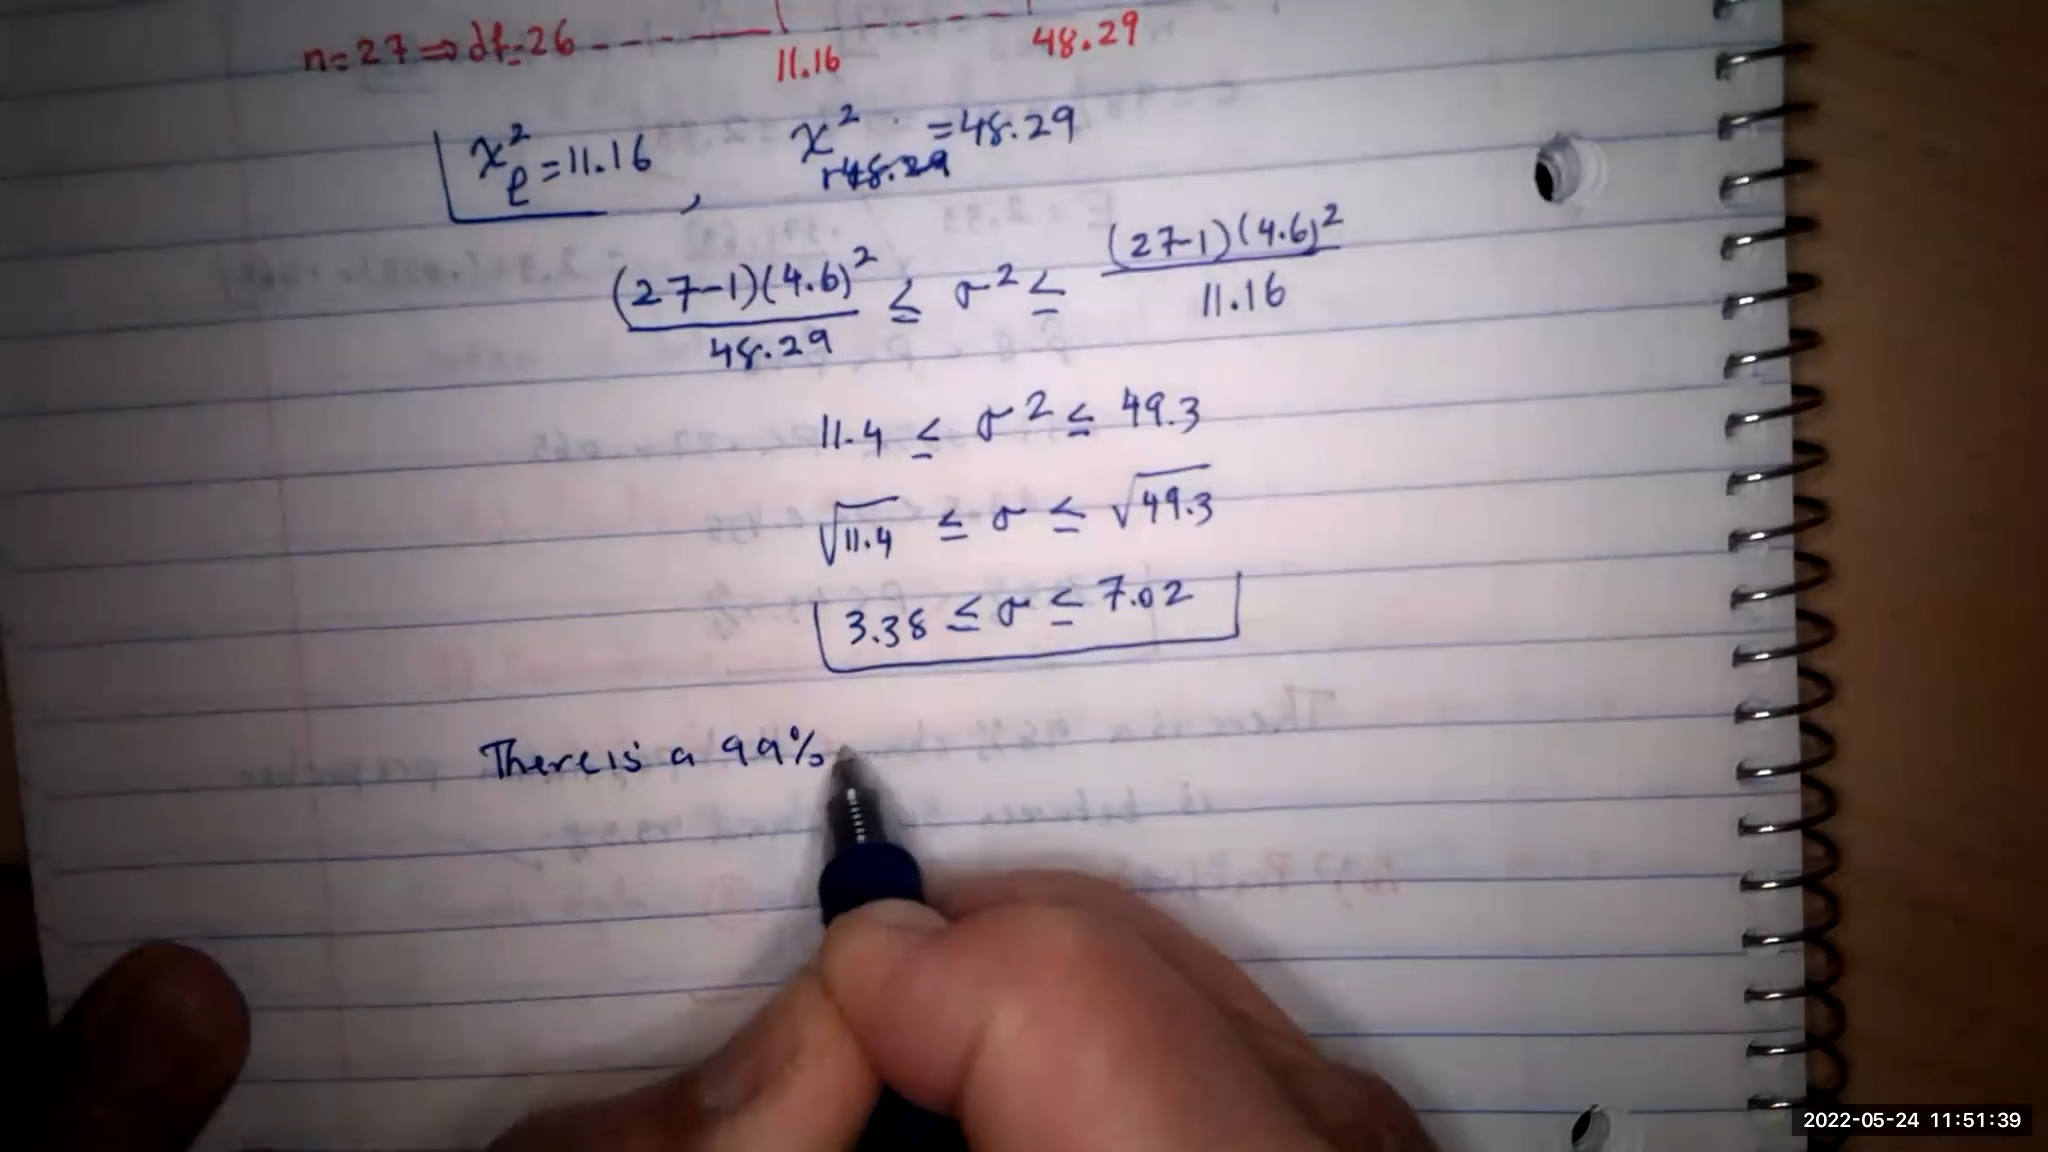 n=27⇒df=26 11.16 48.29
χ²ℓ=11.16 , χ²r =48.29
(27-1)(4.6)²/48.29 ≤ σ² ≤ (27-1)(4.6)²/11.16
11.4 ≤ σ² ≤ 49.3
√11.4 ≤ σ ≤ √49.3
3.38 ≤ σ ≤ 7.02
There is a 99%
2022-05-24 11:51:39